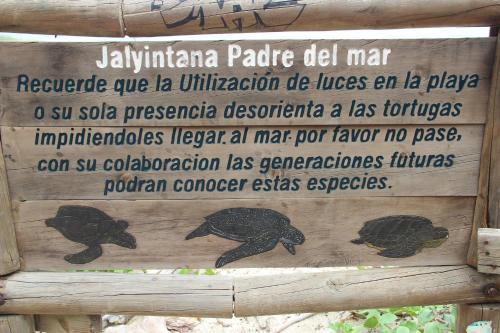 Jalyintana Padre del mar
Recuerde que la Utilización de luces en la playa
o su sola presencia desorienta a las tortugas
impidiendoles llegar al mar por favor no pase,
con su colaboracion las generaciones futuras
podran conocer estas especies.